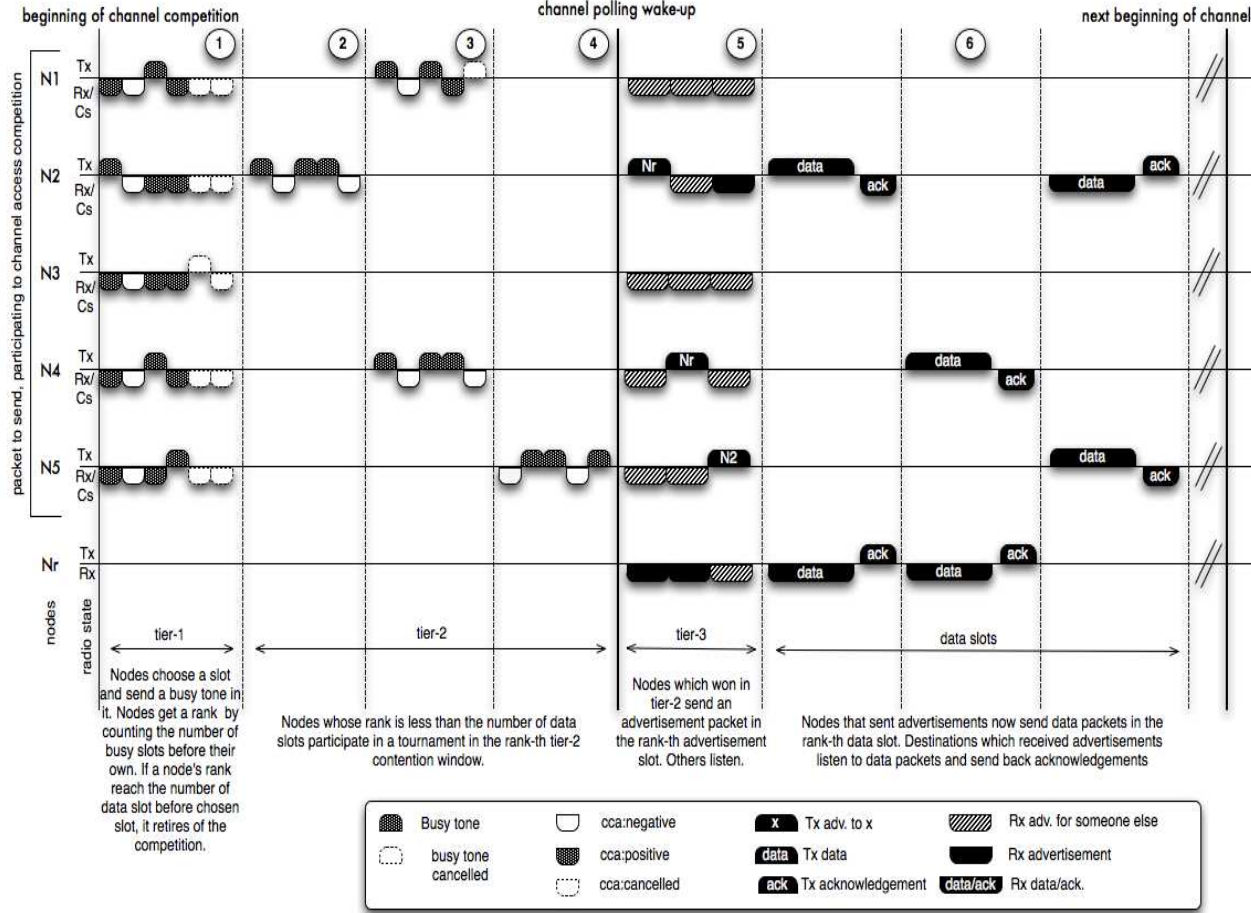 beginning of channel competition
channel polling wake-up
next beginning of channel
1
2
3
4
5
6
packet to send, participating to channel access competition
N1
Tx
Rx/
Cs
N2
Tx
Rx/
Cs
Nr
data
ack
data
ack
N3
Tx
Rx/
Cs
N4
Tx
Rx/
Cs
Nr
data
ack
N5
Tx
Rx/
Cs
N2
data
ack
Nr
Tx
Rx
data
ack
data
ack
nodes
radio state
tier-1
tier-2
tier-3
data slots
Nodes choose a slot
and send a busy tone in
it. Nodes get a rank by
counting the number of
busy slots before their
own. If a node's rank
reach the number of
data slot before chosen
slot, it retires of the
competition.
Nodes whose rank is less than the number of data
slots participate in a tournament in the rank-th tier-2
contention window.
Nodes which won in
tier-2 send an
advertisement packet in
the rank-th advertisement
slot. Others listen.
Nodes that sent advertisements now send data packets in the
rank-th data slot. Destinations which received advertisements
listen to data packets and send back acknowledgements
Busy tone
busy tone
cancelled
cca:negative
cca:positive
cca:cancelled
x Tx adv. to x
data Tx data
ack Tx acknowledgement
Rx adv. for someone else
Rx advertisement
data/ack Rx data/ack.